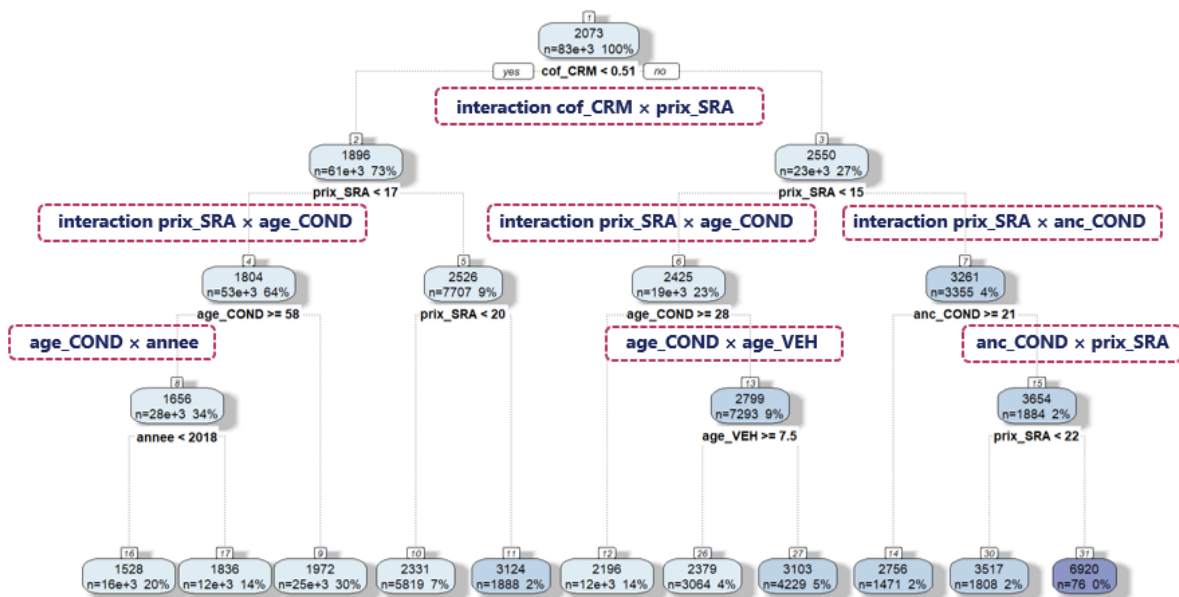 1
2073
n=83e+3 100%
yes cof_CRM < 0.51 no
interaction cof_CRM × prix_SRA
2
1896
n=61e+3 73%
prix_SRA < 17
3
2550
n=23e+3 27%
prix_SRA < 15
interaction prix_SRA × age_COND
interaction prix_SRA × age_COND
interaction prix_SRA × anc_COND
4
1804
n=53e+3 64%
age_COND >= 58
5
2526
n=7707 9%
prix_SRA < 20
6
2425
n=19e+3 23%
age_COND >= 28
7
3261
n=3355 4%
anc_COND >= 21
age_COND × annee
age_COND × age_VEH
anc_COND × prix_SRA
8
1656
n=28e+3 34%
annee < 2018
13
2799
n=7293 9%
age_VEH >= 7.5
15
3654
n=1884 2%
prix_SRA < 22
16
1528
n=16e+3 20%
17
1836
n=12e+3 14%
9
1972
n=25e+3 30%
10
2331
n=5819 7%
11
3124
n=1888 2%
12
2196
n=12e+3 14%
26
2379
n=3064 4%
27
3103
n=4229 5%
14
2756
n=1471 2%
30
3517
n=1808 2%
31
6920
n=76 0%